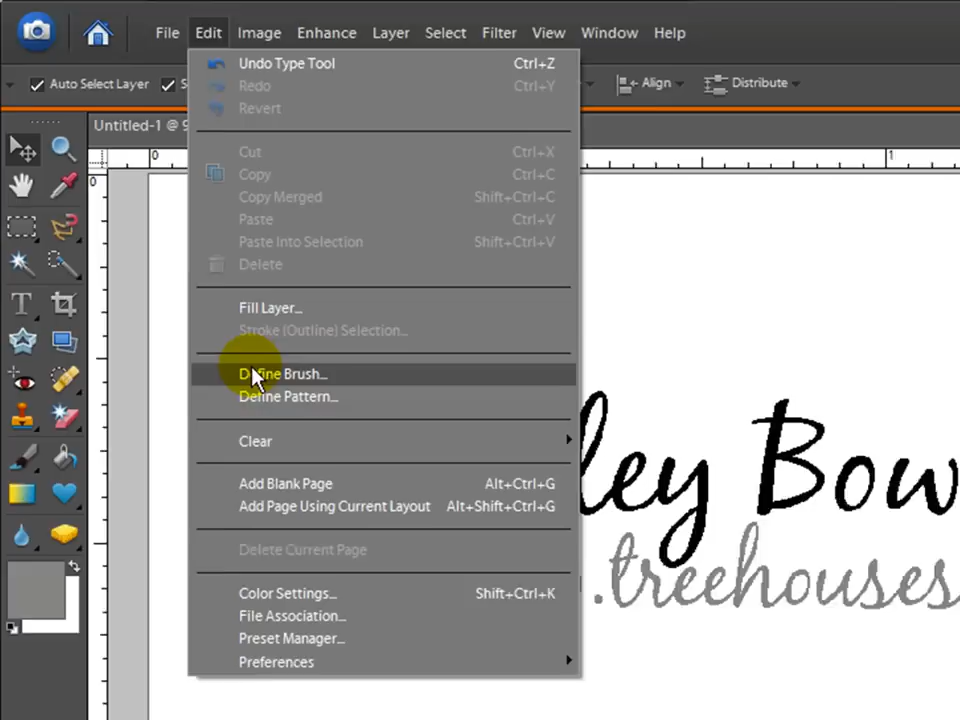 File Edit Image Enhance Layer Select Filter View Window Help
Auto Select Layer Align Distribute
Untitled-1 @ 9
0 1
0
Undo Type Tool Ctrl+Z
Redo Ctrl+Y
Revert
Cut Ctrl+X
Copy Ctrl+C
Copy Merged Shift+Ctrl+C
Paste Ctrl+V
Paste Into Selection Shift+Ctrl+V
Delete
Fill Layer...
Stroke (Outline) Selection...
Define Brush...
Define Pattern...
Clear
Add Blank Page Alt+Ctrl+G
Add Page Using Current Layout Alt+Shift+Ctrl+G
Delete Current Page
Color Settings... Shift+Ctrl+K
File Association...
Preset Manager...
Preferences
ley Bow
.treehouses